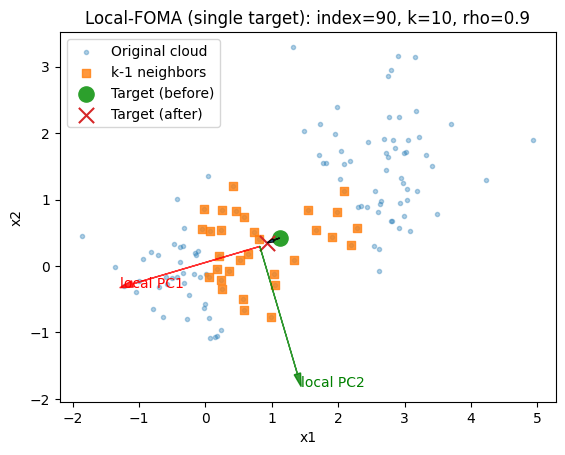 Local-FOMA (single target): index=90, k=10, rho=0.9
Original cloud
k-1 neighbors
Target (before)
Target (after)
local PC1
local PC2
x2
3
2
1
0
−1
−2
−2
−1
0
1
2
3
4
5
x1